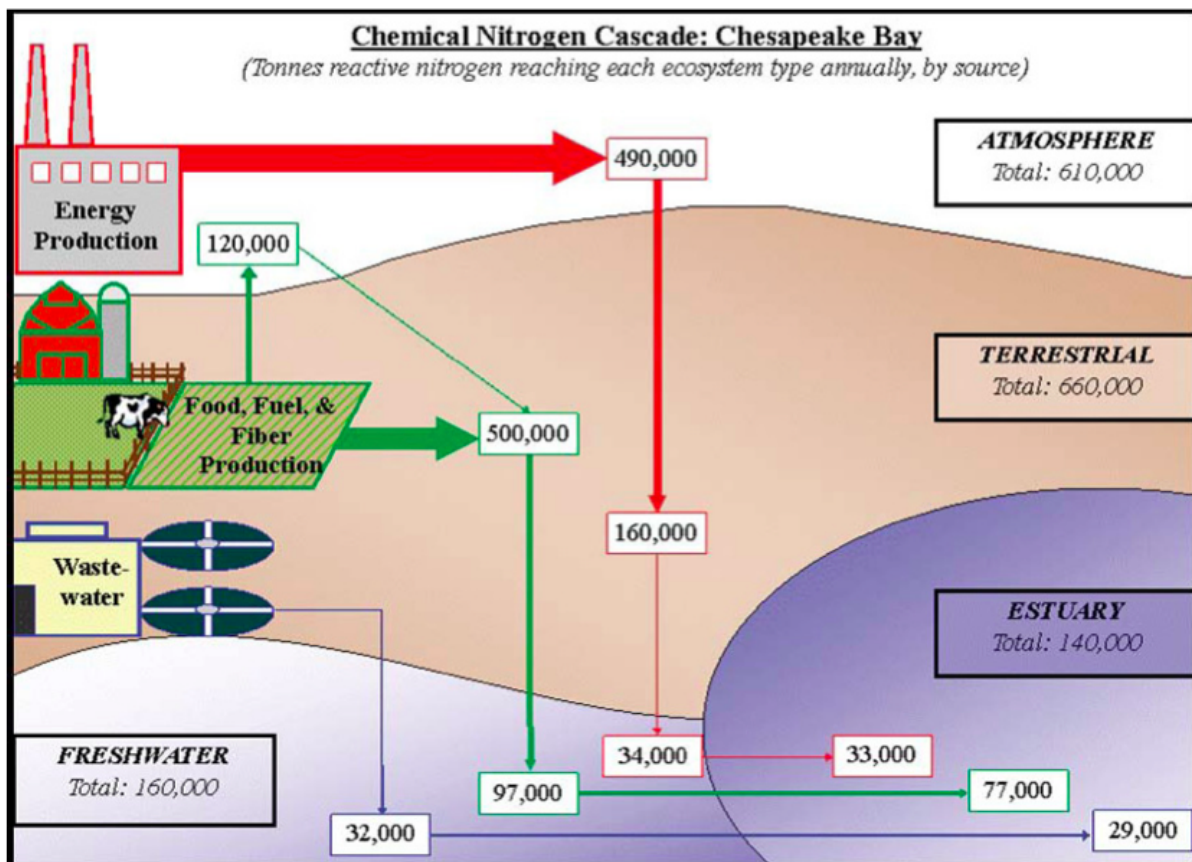 Chemical Nitrogen Cascade: Chesapeake Bay
(Tonnes reactive nitrogen reaching each ecosystem type annually, by source)
Energy
Production
490,000
ATMOSPHERE
Total: 610,000
120,000
TERRESTRIAL
Total: 660,000
Food, Fuel, &
Fiber
Production
500,000
160,000
Waste-
water
ESTUARY
Total: 140,000
FRESHWATER
Total: 160,000
34,000
33,000
97,000
77,000
32,000
29,000